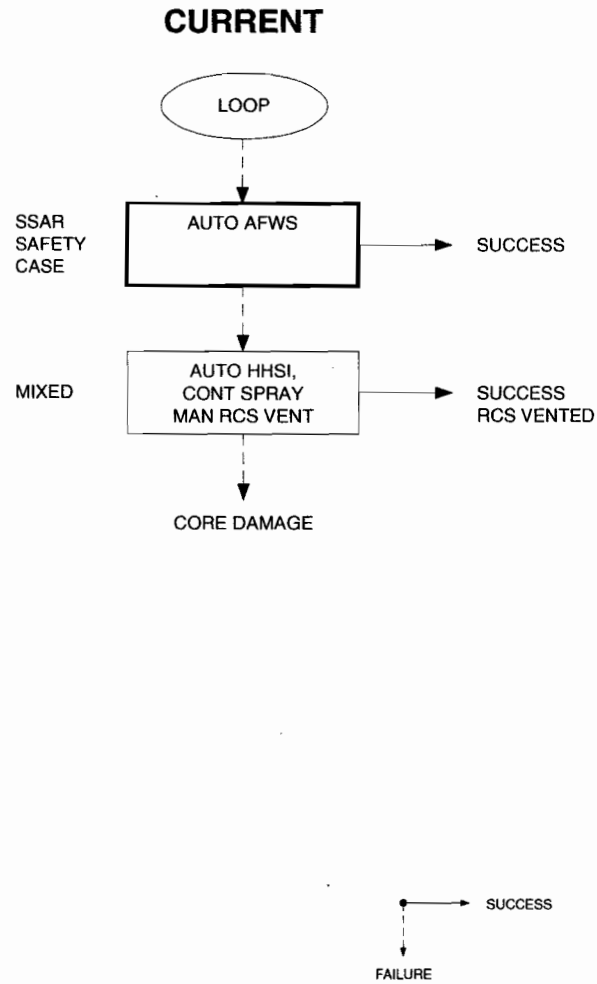 CURRENT
LOOP
SSAR
SAFETY
CASE
AUTO AFWS
SUCCESS
MIXED
AUTO HHSI,
CONT SPRAY
MAN RCS VENT
SUCCESS
RCS VENTED
CORE DAMAGE
SUCCESS
FAILURE